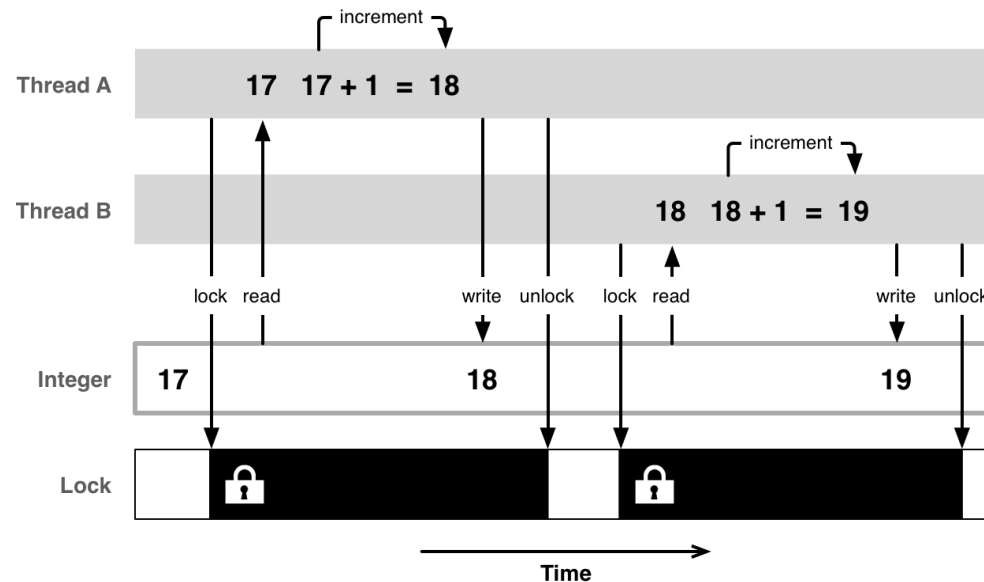 increment
Thread A 17 17 + 1 = 18
increment
Thread B 18 18 + 1 = 19
lock read write unlock lock read write unlock
Integer 17 18 19
Lock
Time